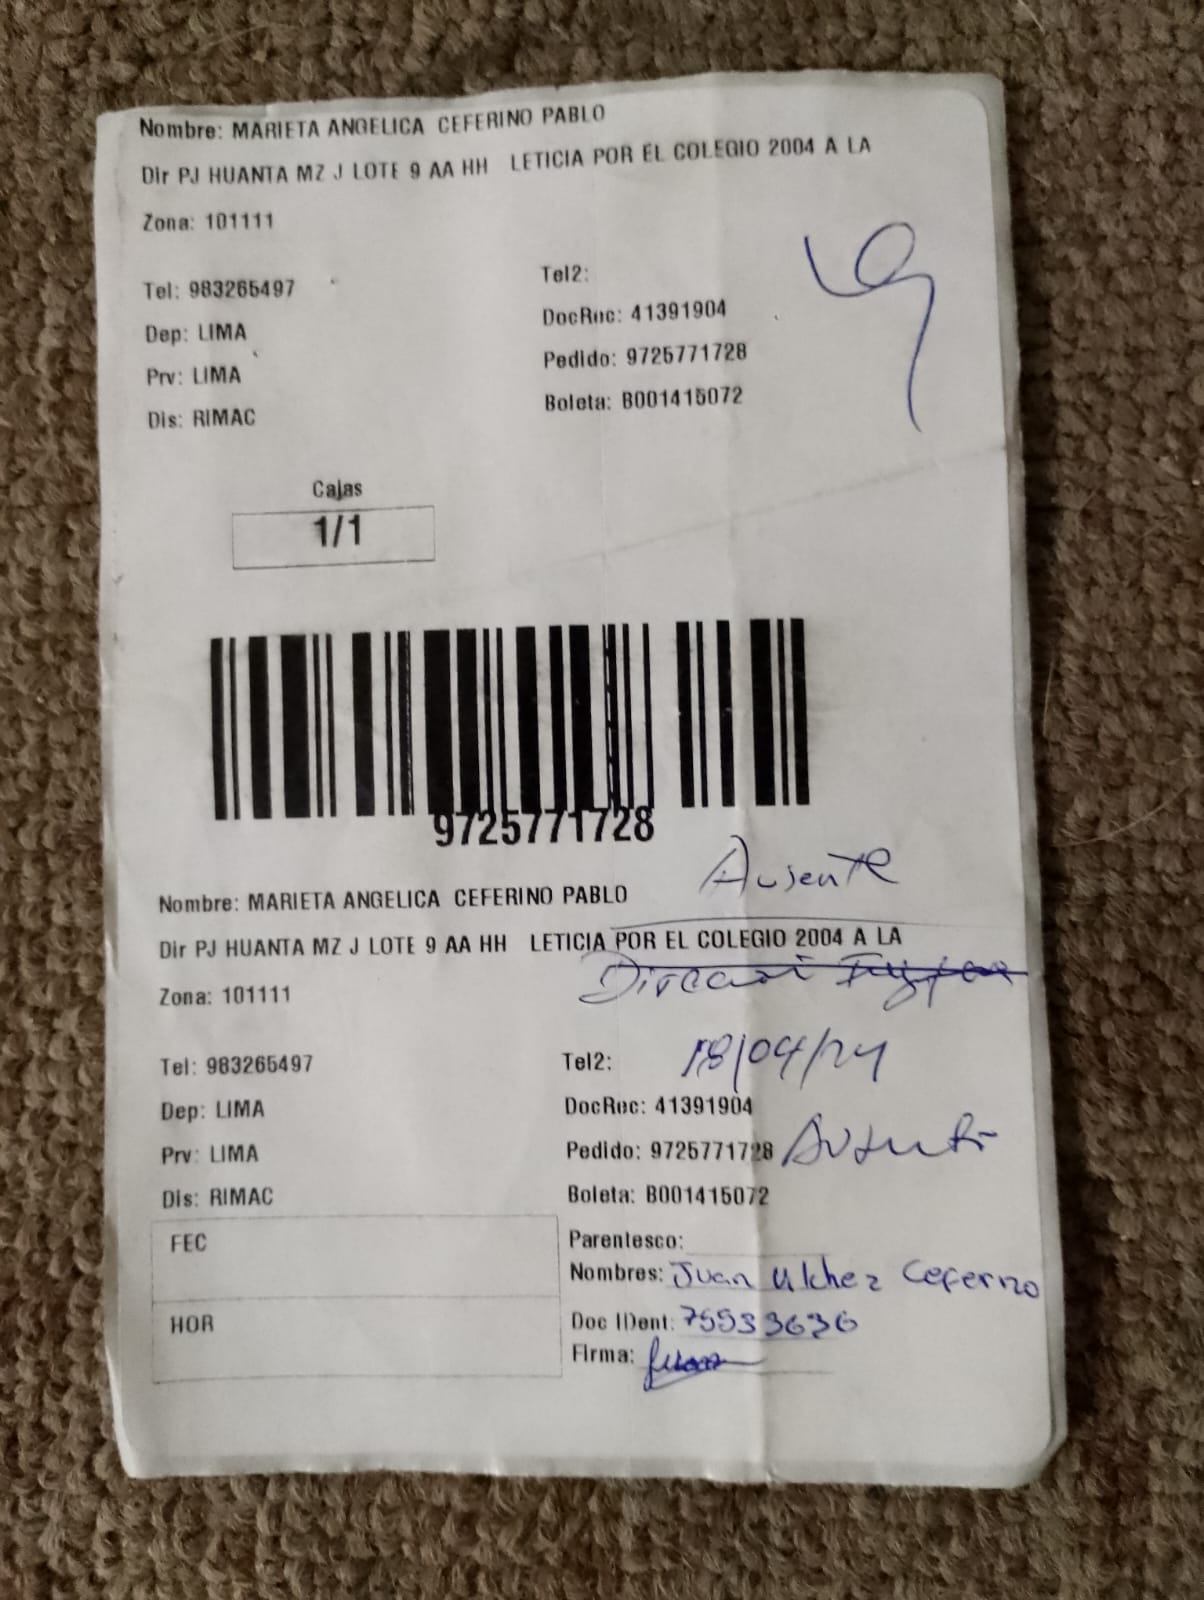 Nombre: MARIETA ANGELICA CEFERINO PABLO
Dir PJ HUANTA MZ J LOTE 9 AA HH LETICIA POR EL COLEGIO 2004 A LA
Zona: 101111
Tel: 983265497
Tel2:
Dep: LIMA
DocRec: 41391904
Prv: LIMA
Pedido: 9725771728
Dis: RIMAC
Boleta: B001415072
Cajas
1/1
9725771728
Ausente
Nombre: MARIETA ANGELICA CEFERINO PABLO
Dir PJ HUANTA MZ J LOTE 9 AA HH LETICIA POR EL COLEGIO 2004 A LA
Zona: 101111
Tel: 983265497
Tel2: 18/04/24
Dep: LIMA
DocRec: 41391904
Prv: LIMA
Pedido: 9725771728 Ausente
Dis: RIMAC
Boleta: B001415072
FEC
Parentesco:
Nombres: Juan Ulchez Ceferino
HOR
Doc IDent: 75533636
Firma: